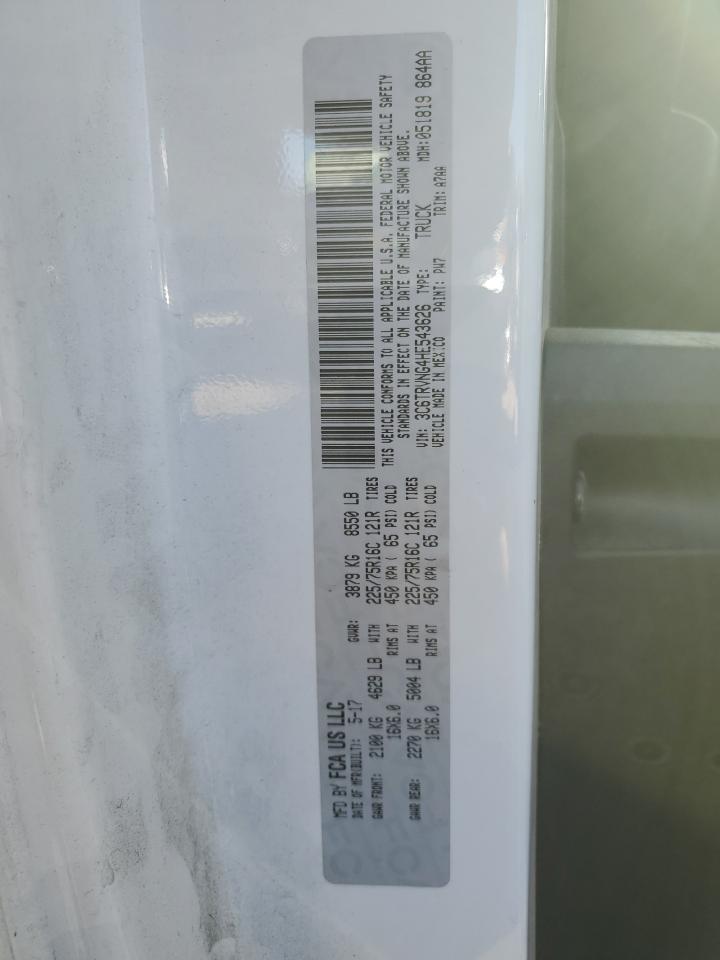 MFD BY FCA US LLC
DATE OF MFR(BUILT): 5-17 GVWR: 3879 KG 8550 LB
GAWR FRONT: 2100 KG 4629 LB WITH 225/75R16C 121R TIRES
16X6.0 RIMS AT 450 KPA ( 65 PSI) COLD
GAWR REAR: 2270 KG 5004 LB WITH 225/75R16C 121R TIRES
16X6.0 RIMS AT 450 KPA ( 65 PSI) COLD
THIS VEHICLE CONFORMS TO ALL APPLICABLE U.S.A. FEDERAL MOTOR VEHICLE SAFETY
STANDARDS IN EFFECT ON THE DATE OF MANUFACTURE SHOWN ABOVE.
VIN: 3C6TRVNG4HE543626 TYPE: TRUCK MDH:051819 864AA
VEHICLE MADE IN MEXICO PAINT: PW7 TRIM: A7AA